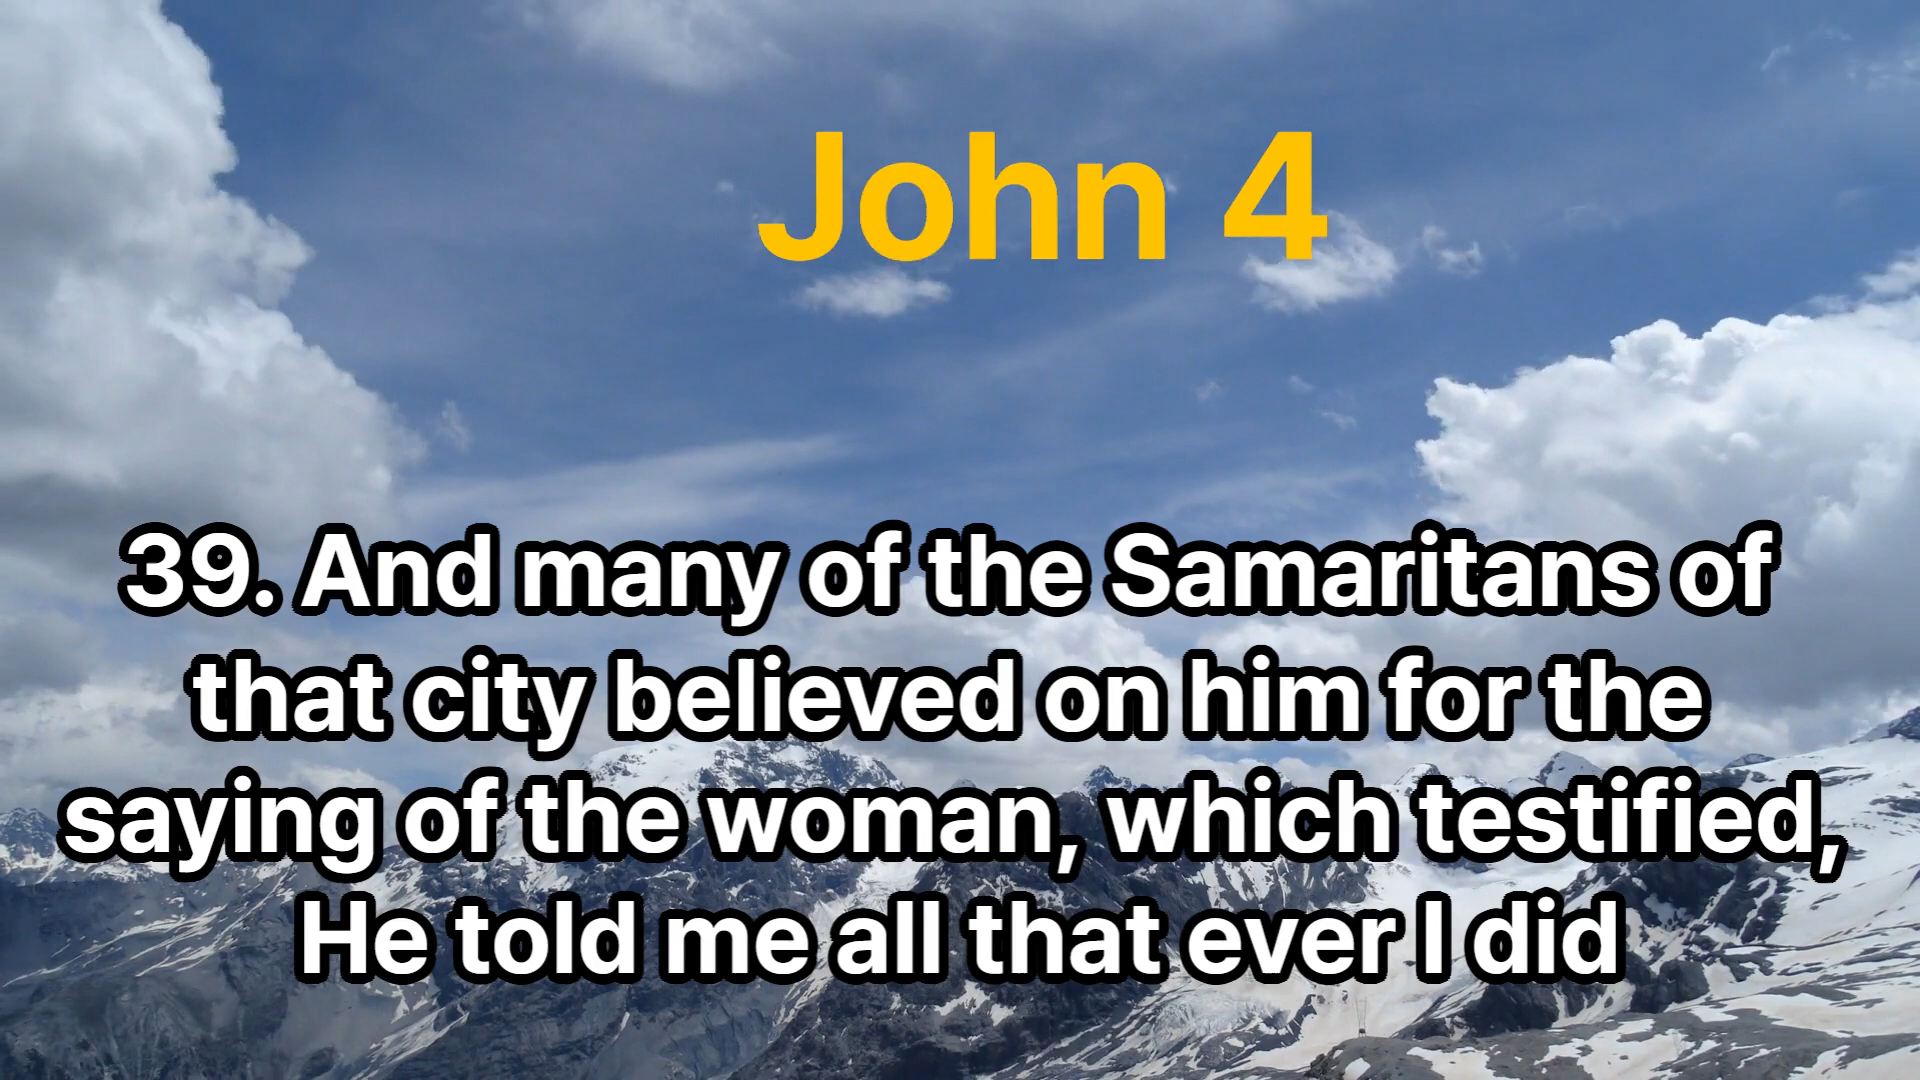 John 4
39. And many of the Samaritans of
that city believed on him for the
saying of the woman, which testified,
He told me all that ever I did